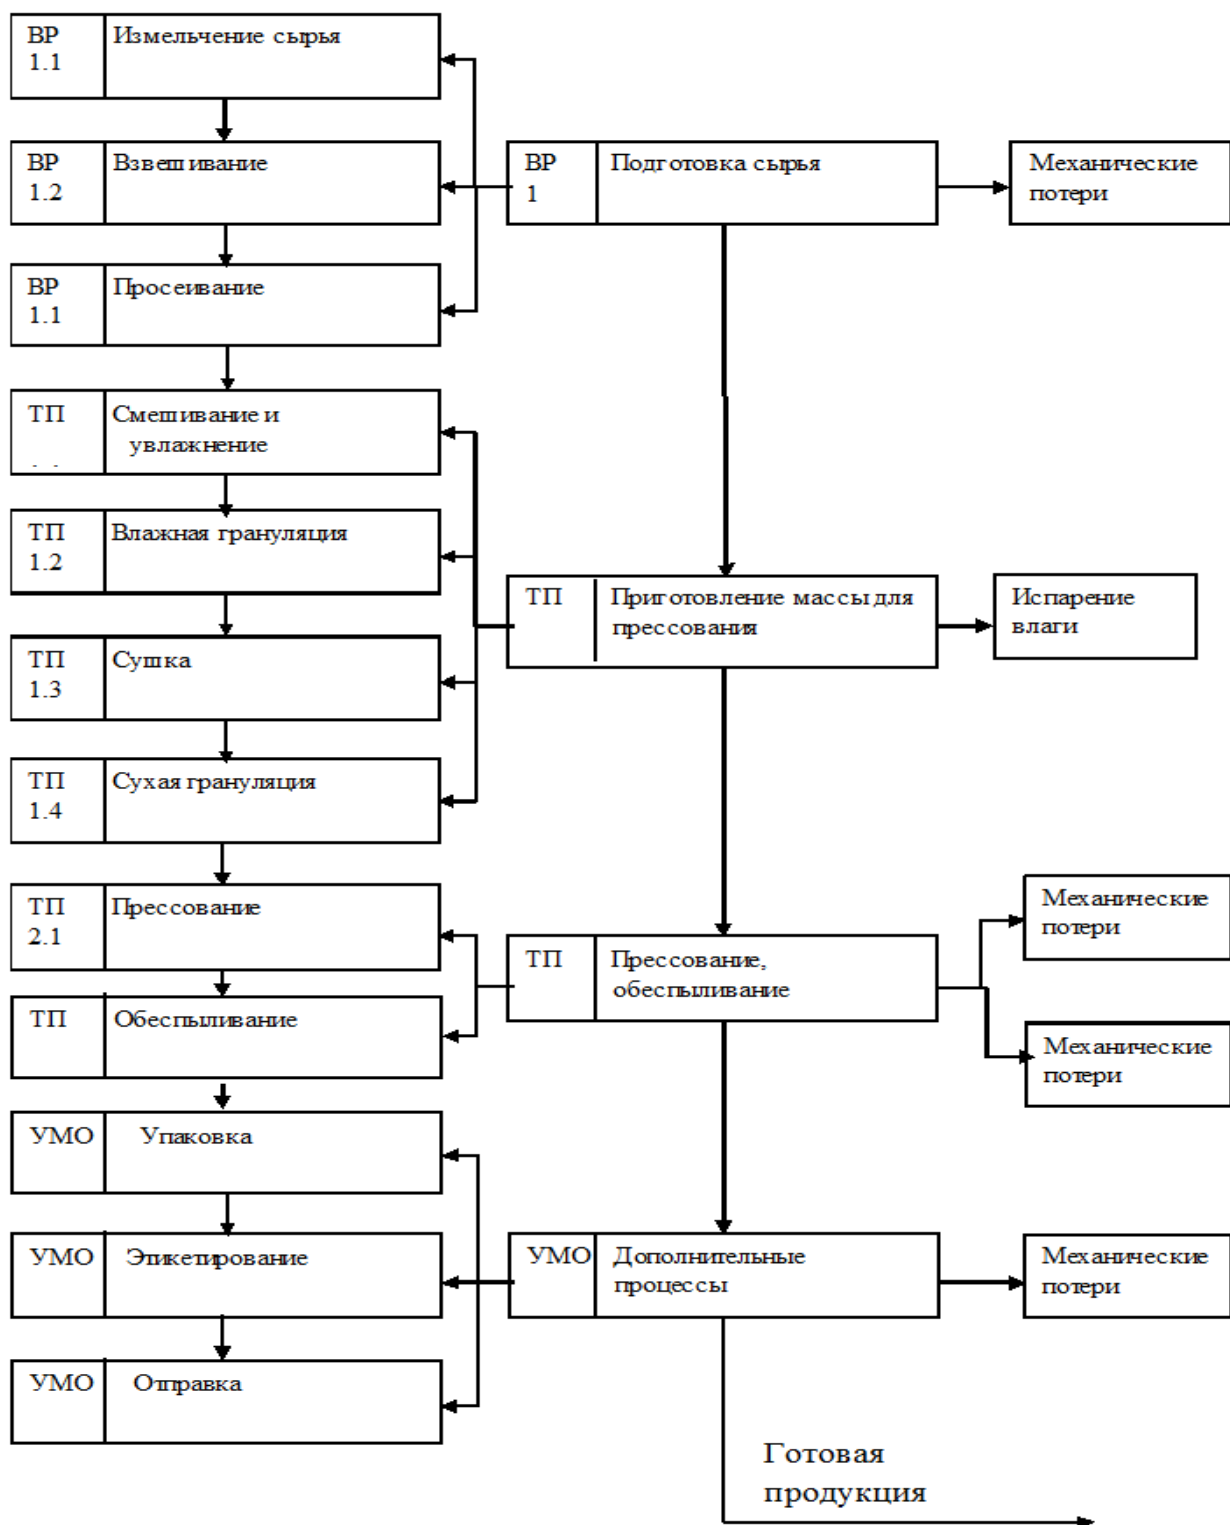 ВР
1.1
Измельчение сырья
ВР
1.2
Взвешивание
ВР
1
Подготовка сырья
Механические
потери
ВР
1.1
Просеивание
ТП
Смешивание и
увлажнение
ТП
1.2
Влажная грануляция
ТП
Приготовление массы для
прессования
Испарение
влаги
ТП
1.3
Сушка
ТП
1.4
Сухая грануляция
ТП
2.1
Прессование
Механические
потери
ТП
Прессование,
обеспыливание
ТП
Обеспыливание
Механические
потери
УМО
Упаковка
УМО
Этикетирование
УМО
Дополнительные
процессы
Механические
потери
УМО
Отправка
Готовая
продукция